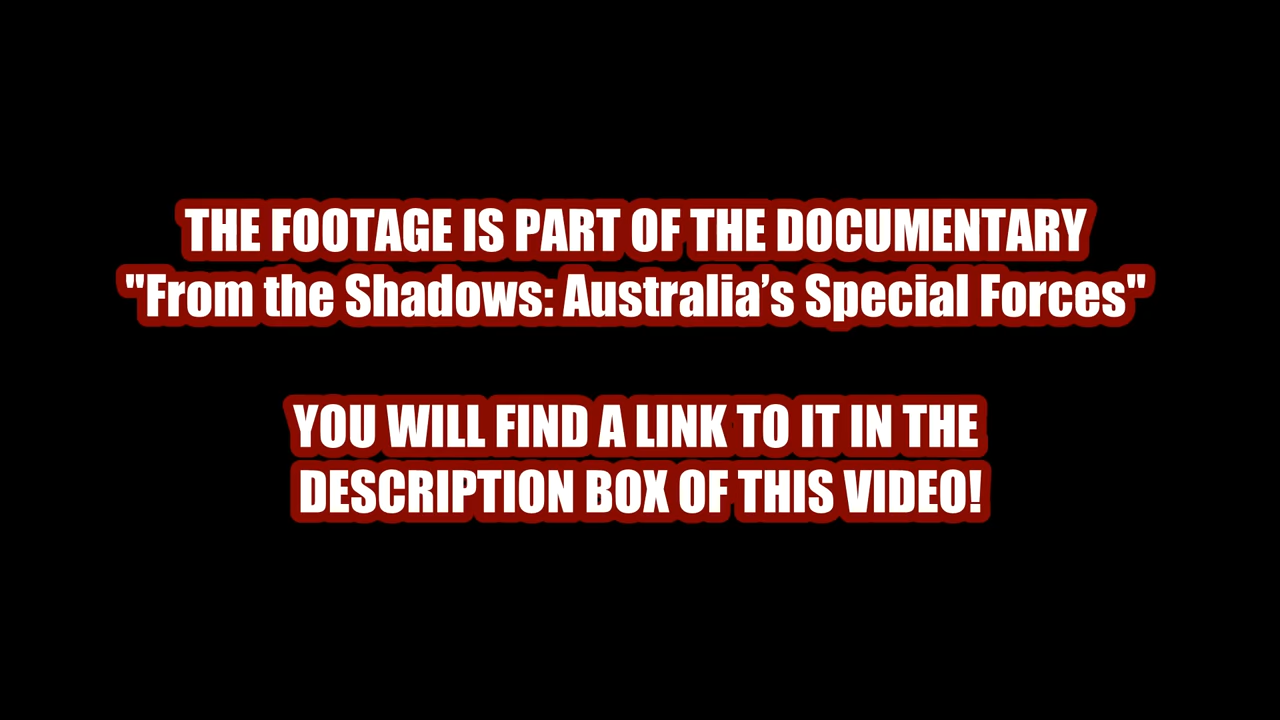 THE FOOTAGE IS PART OF THE DOCUMENTARY
"From the Shadows: Australia’s Special Forces"
YOU WILL FIND A LINK TO IT IN THE
DESCRIPTION BOX OF THIS VIDEO!